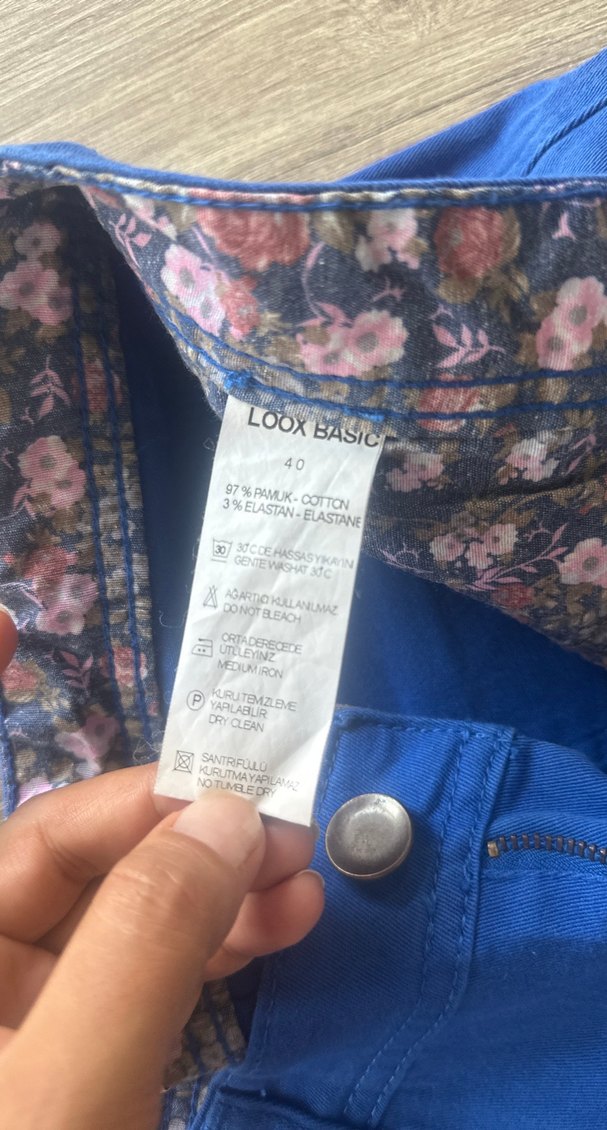 LOOX BASIC
40
97 % PAMUK - COTTON
3 % ELASTAN - ELASTANE
30
30°C DE HASSAS YIKAYIN
GENTE WASHAT 30°C
AĞARTICI KULLANILMAZ
DO NOT BLEACH
ORTA DERECEDE
ÜTÜLEYİNİZ
MEDIUM IRON
P
KURU TEMİZLEME
YAPILABİLİR
DRY CLEAN
SANTRİFÜJLÜ
KURUTMA YAPILAMAZ
NO TUMBLE DRY